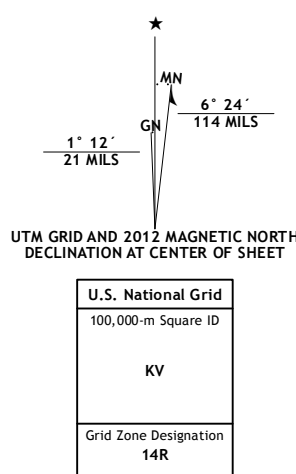 ★
MN
GN
6° 24´
114 MILS
1° 12´
21 MILS
UTM GRID AND 2012 MAGNETIC NORTH
DECLINATION AT CENTER OF SHEET
U.S. National Grid
100,000-m Square ID
KV
Grid Zone Designation
14R